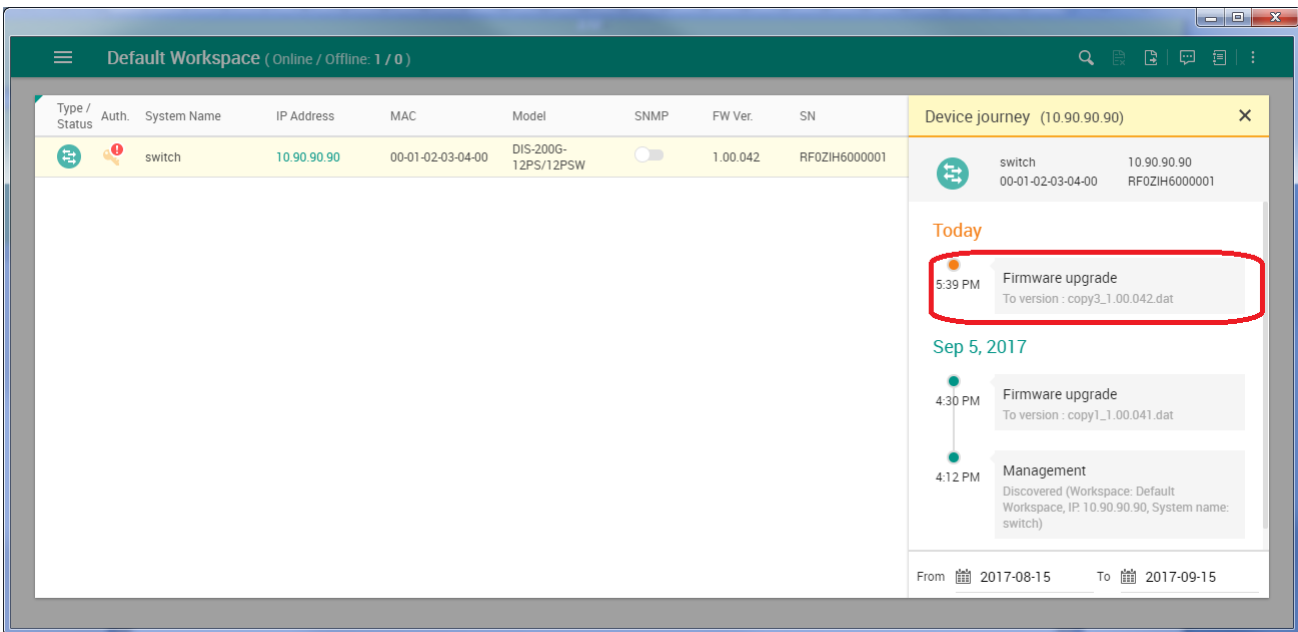 Default Workspace ( Online / Offline: 1 / 0 )
Type / Status Auth. System Name IP Address MAC Model SNMP FW Ver. SN
switch 10.90.90.90 00-01-02-03-04-00 DIS-200G-12PS/12PSW 1.00.042 RF0ZIH6000001
Device journey (10.90.90.90)
switch 10.90.90.90
00-01-02-03-04-00 RF0ZIH6000001
Today
5:39 PM Firmware upgrade
To version : copy3_1.00.042.dat
Sep 5, 2017
4:30 PM Firmware upgrade
To version : copy1_1.00.041.dat
4:12 PM Management
Discovered (Workspace: Default
Workspace, IP: 10.90.90.90, System name:
switch)
From 2017-08-15 To 2017-09-15